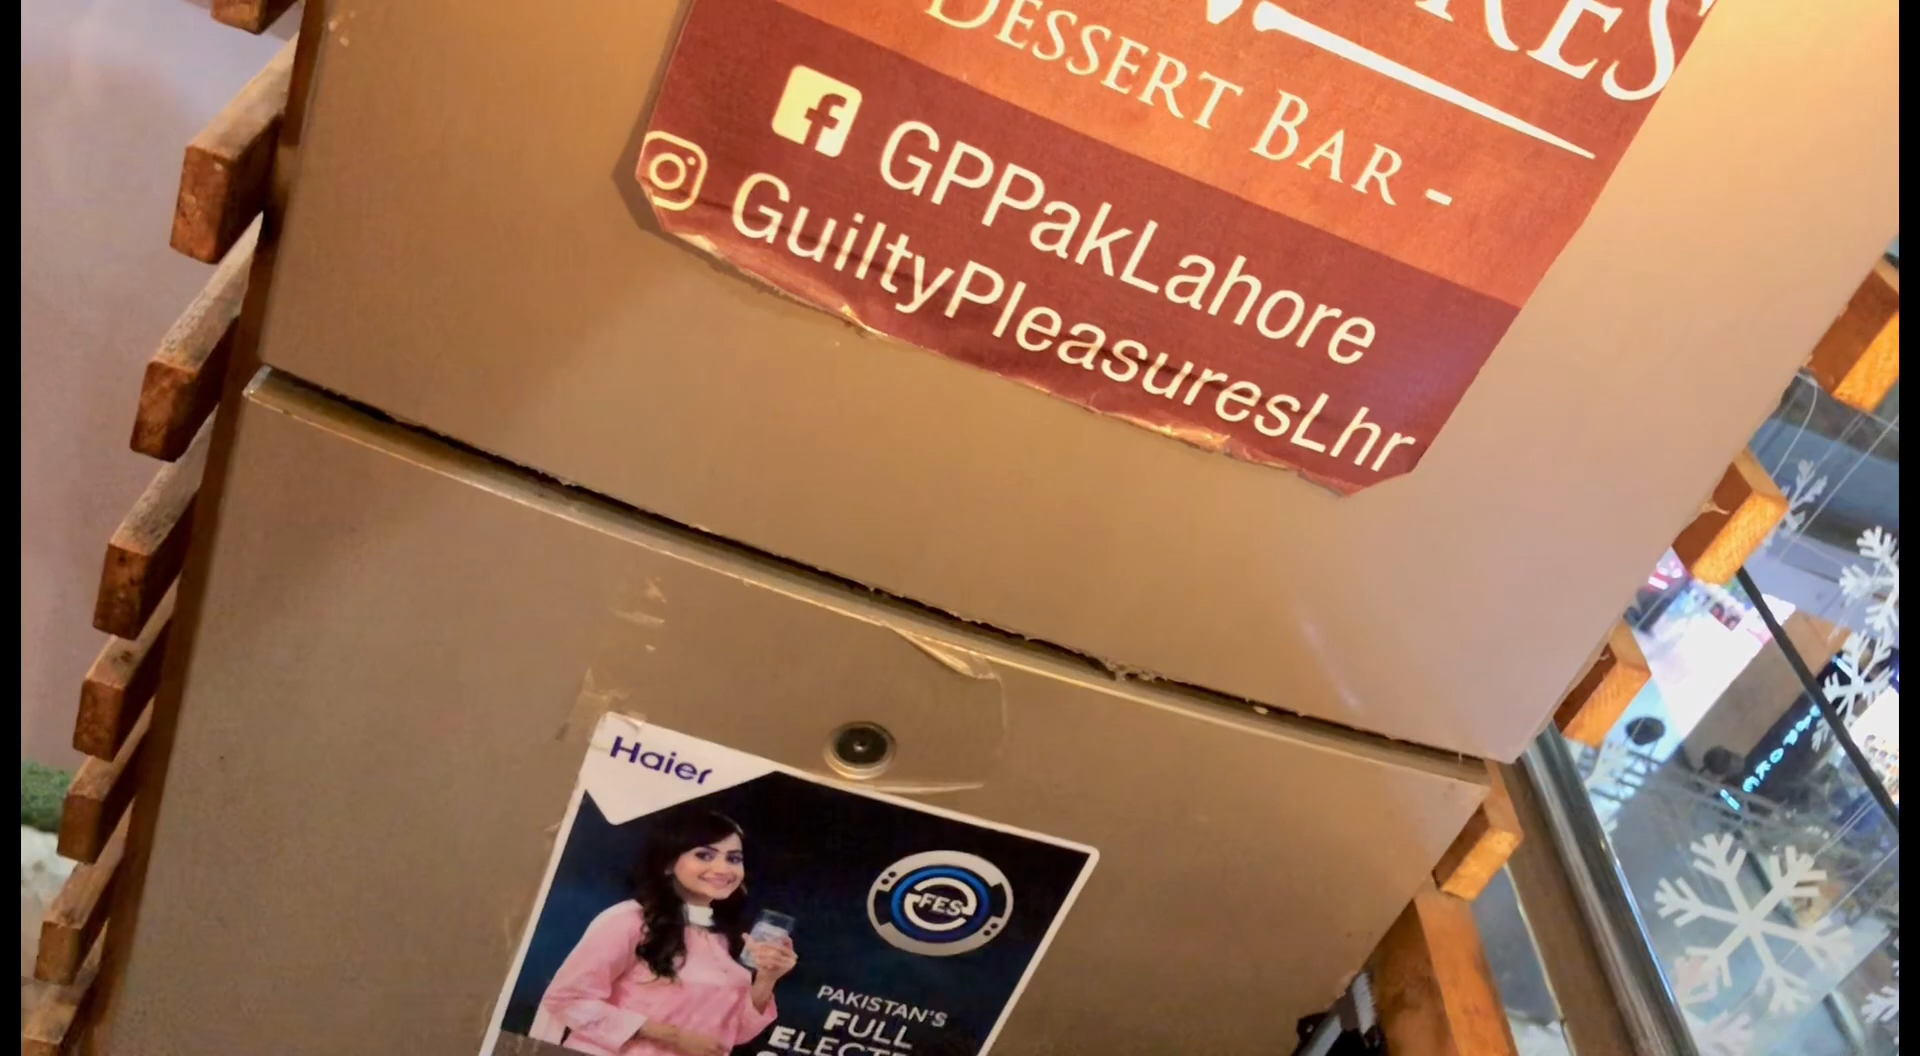 Dessert Bar -
GPPakLahore
GuiltyPleasuresLhr
Haier
FES
PAKISTAN'S
FULL